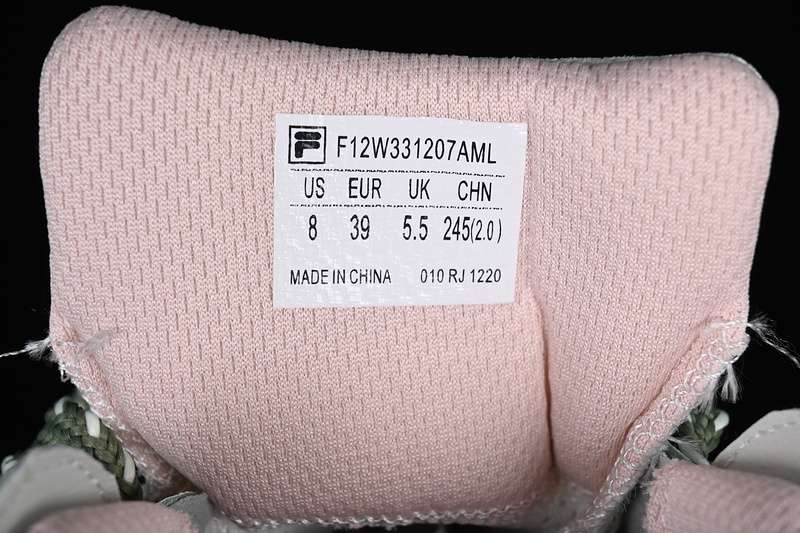 F12W331207AML
US EUR UK CHN
8 39 5.5 245(2.0)
MADE IN CHINA 010 RJ 1220